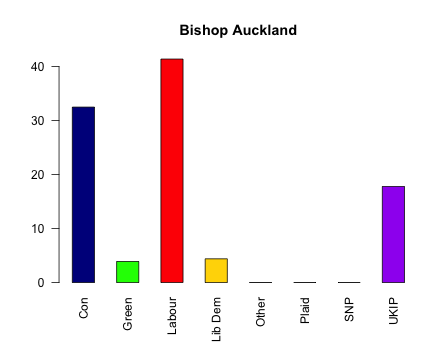 Bishop Auckland
40
30
20
10
0
Con
Green
Labour
Lib Dem
Other
Plaid
SNP
UKIP